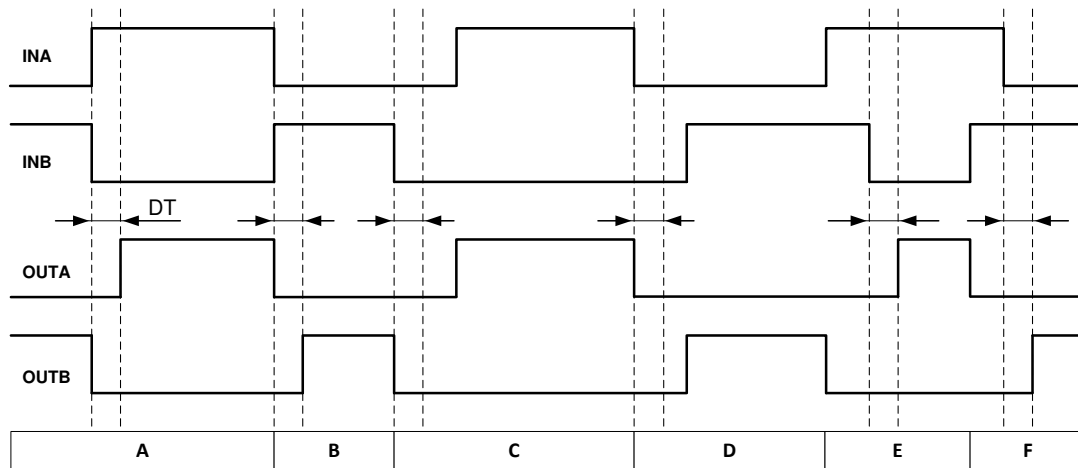 INA
INB
DT
OUTA
OUTB
A B C D E F